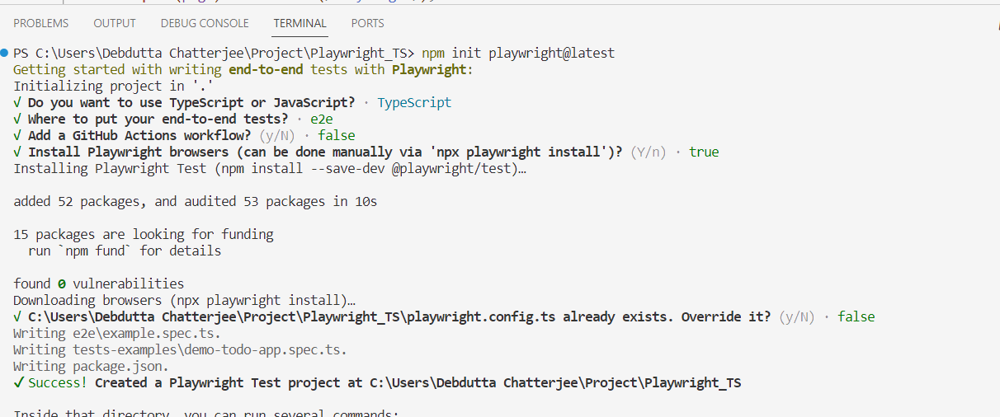 PROBLEMS OUTPUT DEBUG CONSOLE TERMINAL PORTS
PS C:\Users\Debdutta Chatterjee\Project\Playwright_TS> npm init playwright@latest
Getting started with writing end-to-end tests with Playwright:
Initializing project in '.'
√ Do you want to use TypeScript or JavaScript? · TypeScript
√ Where to put your end-to-end tests? · e2e
√ Add a GitHub Actions workflow? (y/N) · false
√ Install Playwright browsers (can be done manually via 'npx playwright install')? (Y/n) · true
Installing Playwright Test (npm install --save-dev @playwright/test)…
added 52 packages, and audited 53 packages in 10s
15 packages are looking for funding
run `npm fund` for details
found 0 vulnerabilities
Downloading browsers (npx playwright install)…
√ C:\Users\Debdutta Chatterjee\Project\Playwright_TS\playwright.config.ts already exists. Override it? (y/N) · false
Writing e2e\example.spec.ts.
Writing tests-examples\demo-todo-app.spec.ts.
Writing package.json.
✔ Success! Created a Playwright Test project at C:\Users\Debdutta Chatterjee\Project\Playwright_TS
Inside that directory, you can run several commands: